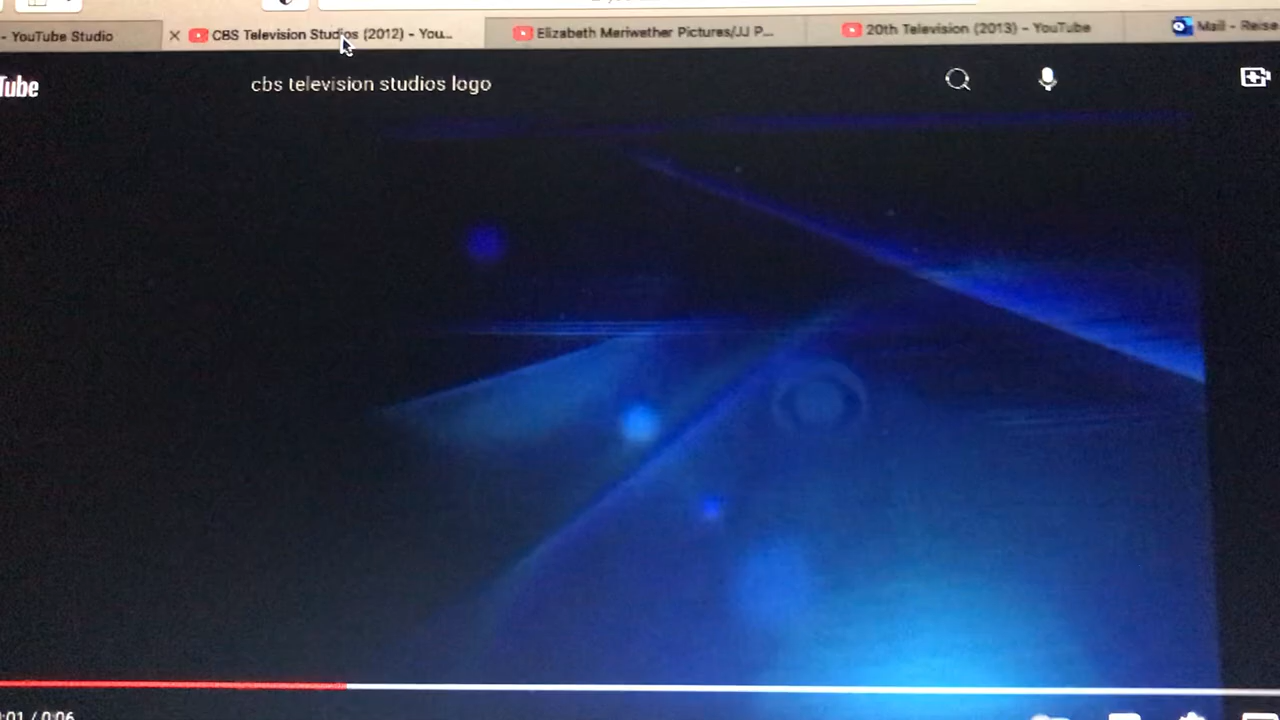 - YouTube Studio
CBS Television Studios (2012) - You...
Elizabeth Meriwether Pictures/JJ P...
20th Television (2013) - YouTube
Mail - Reise
Tube
cbs television studios logo
:01 / 0:06